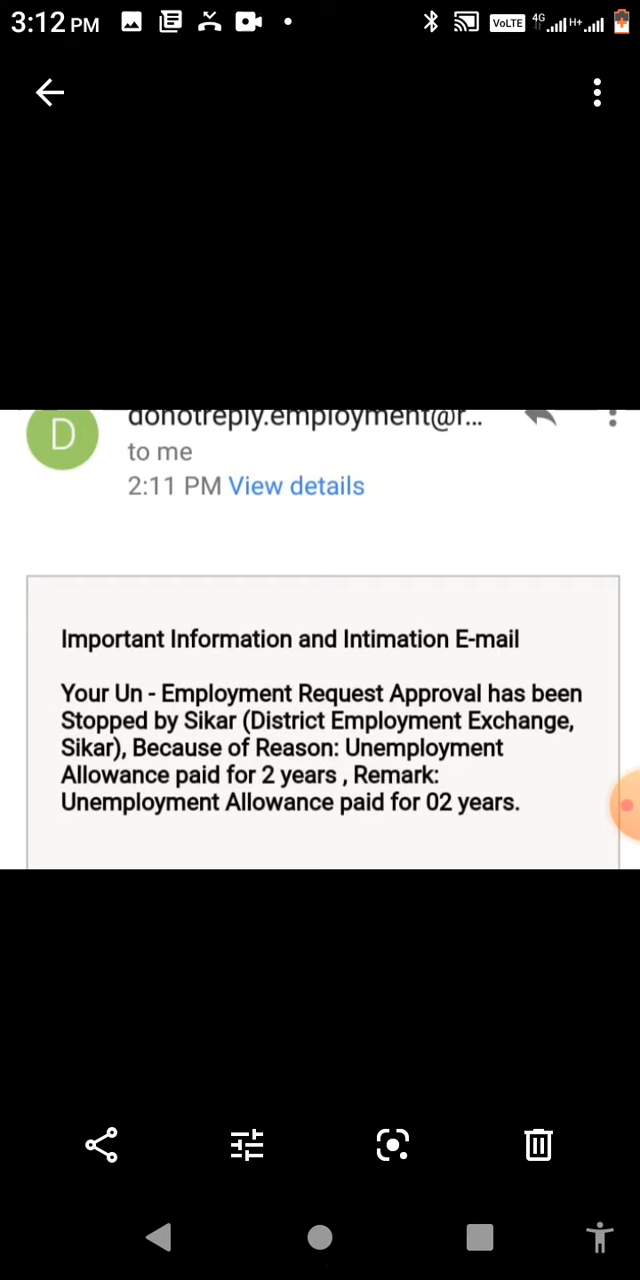 3:12 PM VoLTE 4G H+
donotreply.employment@r...
D
to me
2:11 PM View details
Important Information and Intimation E-mail
Your Un - Employment Request Approval has been
Stopped by Sikar (District Employment Exchange,
Sikar), Because of Reason: Unemployment
Allowance paid for 2 years , Remark:
Unemployment Allowance paid for 02 years.